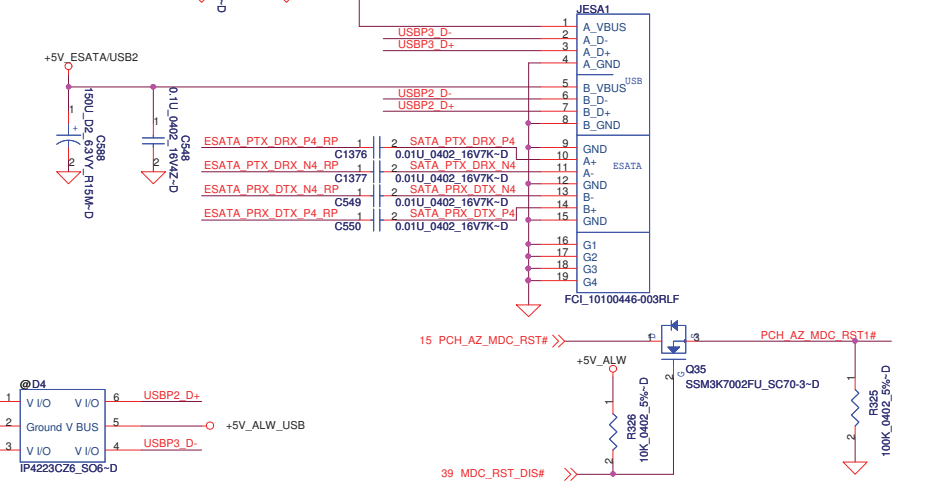 ~D
JESA1
1 A_VBUS
USBP3_D- 2 A_D-
USBP3_D+ 3 A_D+
4 A_GND
+5V_ESATA/USB2
5 B_VBUS USB
USBP2_D- 6 B_D-
USBP2_D+ 7 B_D+
8 B_GND
1 2 150U_D2_6.3VY_R15M~D C588
1 2 0.1U_0402_16V4Z~D C548
ESATA_PTX_DRX_P4_RP 1 2 SATA_PTX_DRX_P4
C1376 0.01U_0402_16V7K~D
ESATA_PTX_DRX_N4_RP 1 2 SATA_PTX_DRX_N4
C1377 0.01U_0402_16V7K~D
ESATA_PRX_DTX_N4_RP 1 2 SATA_PRX_DTX_N4
C549 0.01U_0402_16V7K~D
ESATA_PRX_DTX_P4_RP 1 2 SATA_PRX_DTX_P4
C550 0.01U_0402_16V7K~D
9 GND
10 A+
ESATA
11 A-
12 GND
13 B-
14 B+
15 GND
16 G1
17 G2
18 G3
19 G4
FCI_10100446-003RLF
15 PCH_AZ_MDC_RST# 1 D S 3 PCH_AZ_MDC_RST1#
G 2
Q35
SSM3K7002FU_SC70-3~D
+5V_ALW
1 2 R326
10K_0402_5%~D
1 2 R325
100K_0402_5%~D
39 MDC_RST_DIS#
@D4
1 V I/O V I/O 6 USBP2_D+
2 Ground V BUS 5 +5V_ALW_USB
3 V I/O V I/O 4 USBP3_D-
IP4223CZ6_SO6~D